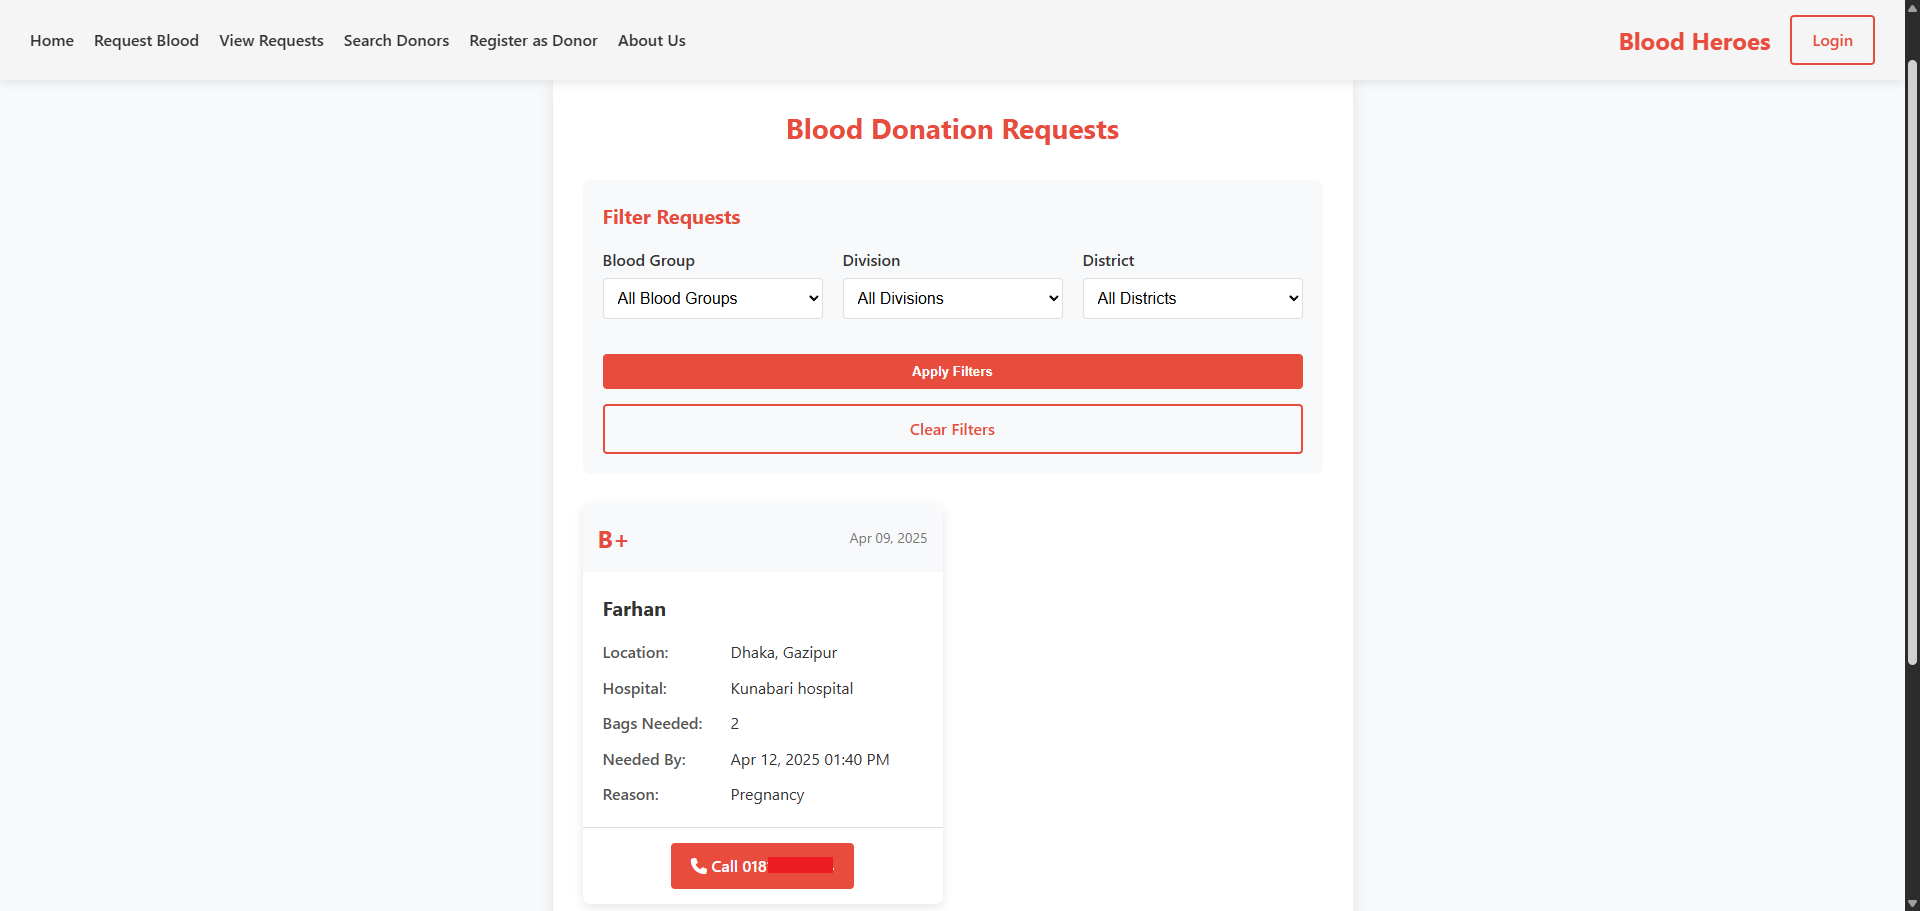 Home Request Blood View Requests Search Donors Register as Donor About Us Blood Heroes Login
Blood Donation Requests
Filter Requests
Blood Group Division District
All Blood Groups All Divisions All Districts
Apply Filters
Clear Filters
B+ Apr 09, 2025
Farhan
Location: Dhaka, Gazipur
Hospital: Kunabari hospital
Bags Needed: 2
Needed By: Apr 12, 2025 01:40 PM
Reason: Pregnancy
Call 018